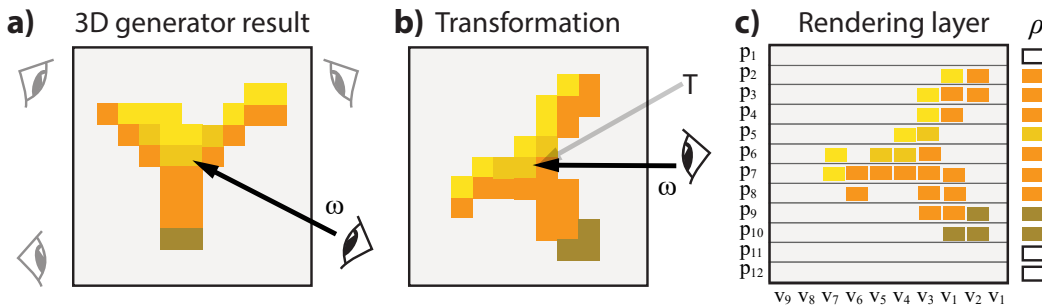 a) 3D generator result
b) Transformation
c) Rendering layer ρ
T
ω
ω
p1
p2
p3
p4
p5
p6
p7
p8
p9
p10
p11
p12
v9 v8 v7 v6 v5 v4 v3 v1 v2 v1